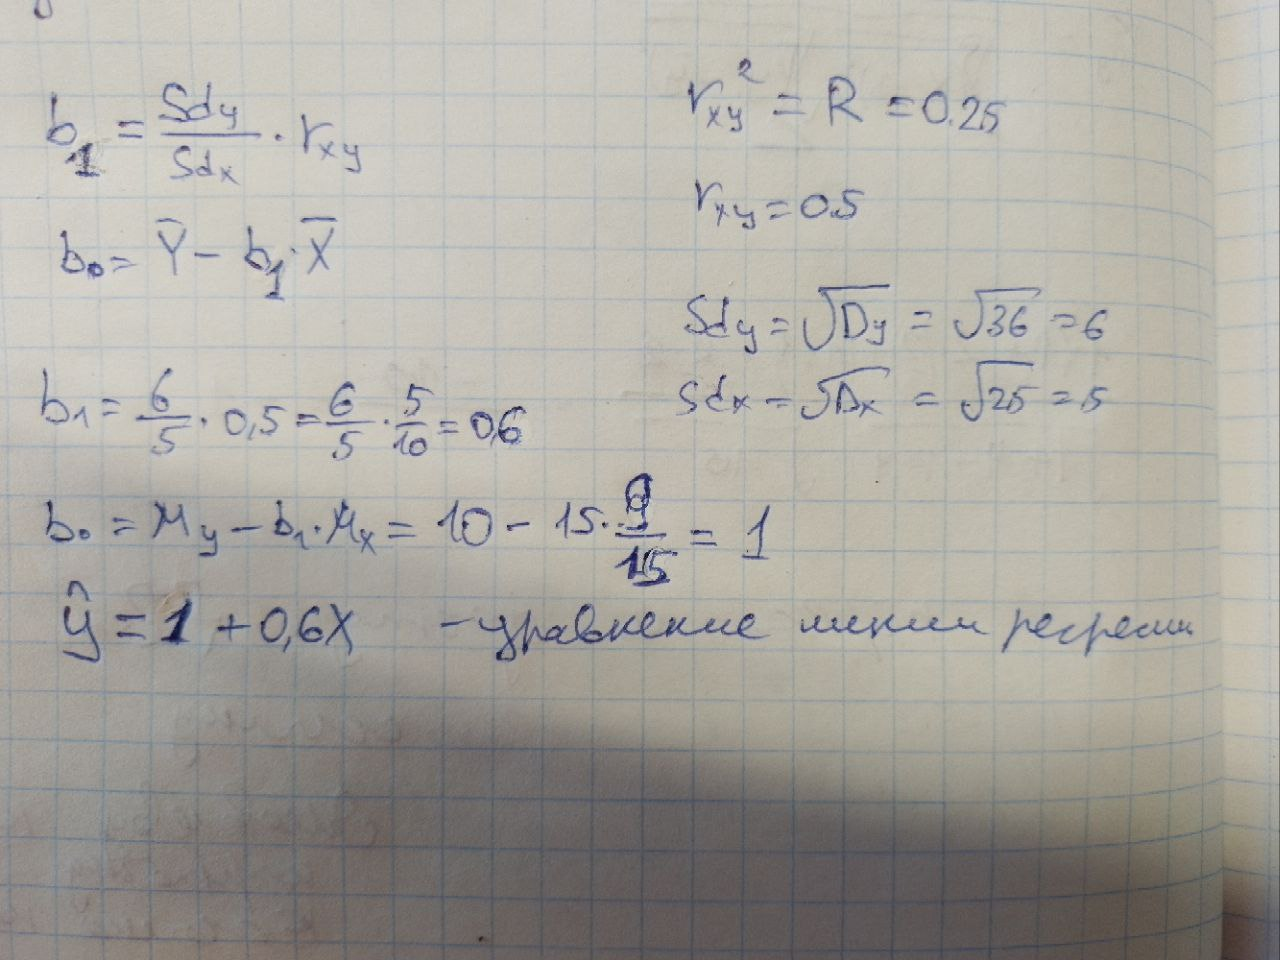 b₁ = Sdy/Sdx · rxy
b₀ = Y̅ − b₁ · X̅
rxy² = R = 0.25
rxy = 0.5
Sdy = √Dy = √36 = 6
Sdx = √Dx = √25 = 5
b₁ = 6/5 · 0,5 = 6/5 · 5/10 = 0,6
b₀ = My − b₁ · Mx = 10 − 15 · 9/15 = 1
ŷ = 1 + 0,6X – уравнение линии регрессии